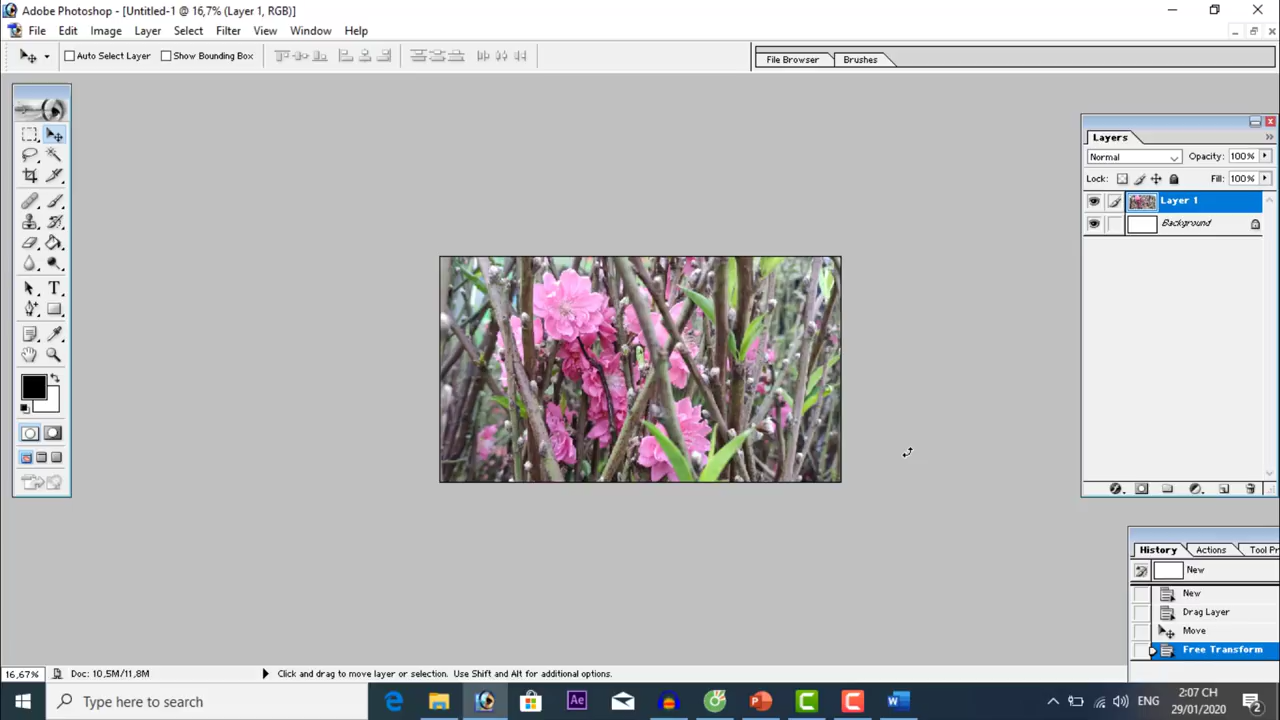 Adobe Photoshop - [Untitled-1 @ 16,7% (Layer 1, RGB)]
File Edit Image Layer Select Filter View Window Help
Auto Select Layer Show Bounding Box
File Browser Brushes
Layers
Normal Opacity: 100%
Lock: Fill: 100%
Layer 1
Background
History Actions Tool Pr
New
New
Drag Layer
Move
Free Transform
16,67% Doc: 10,5M/11,8M Click and drag to move layer or selection. Use Shift and Alt for additional options.
Type here to search
Ae
ENG
2:07 CH
29/01/2020
2